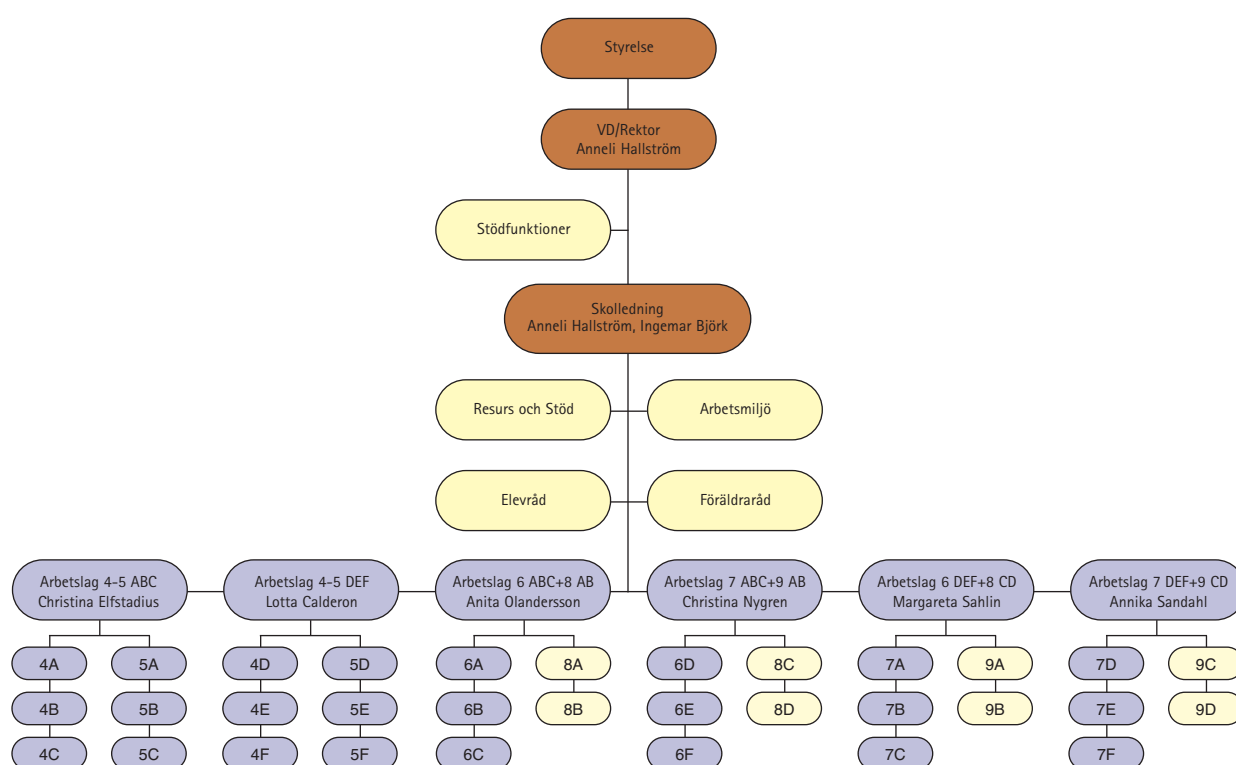 Styrelse
VD/Rektor
Anneli Hallström
Stödfunktioner
Skolledning
Anneli Hallström, Ingemar Björk
Resurs och Stöd
Arbetsmiljö
Elevråd
Föräldraråd
Arbetslag 4-5 ABC
Christina Elfstadius
Arbetslag 4-5 DEF
Lotta Calderon
Arbetslag 6 ABC+8 AB
Anita Olandersson
Arbetslag 7 ABC+9 AB
Christina Nygren
Arbetslag 6 DEF+8 CD
Margareta Sahlin
Arbetslag 7 DEF+9 CD
Annika Sandahl
4A
4B
4C
5A
5B
5C
4D
4E
4F
5D
5E
5F
6A
6B
6C
8A
8B
6D
6E
6F
8C
8D
7A
7B
7C
9A
9B
7D
7E
7F
9C
9D